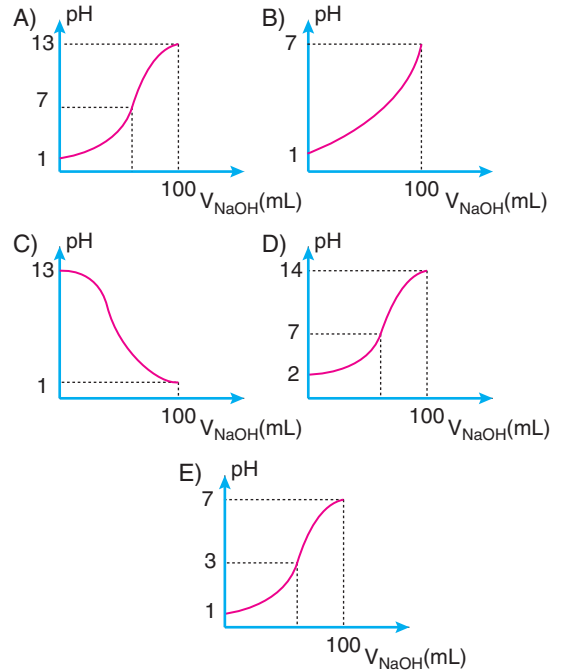 A) pH
13
7
1
100 V_NaOH(mL)
B) pH
7
1
100 V_NaOH(mL)
C) pH
13
1
100
V_NaOH(mL)
D) pH
14
7
2
100
V_NaOH(mL)
E) pH
7
3
1
100
V_NaOH(mL)